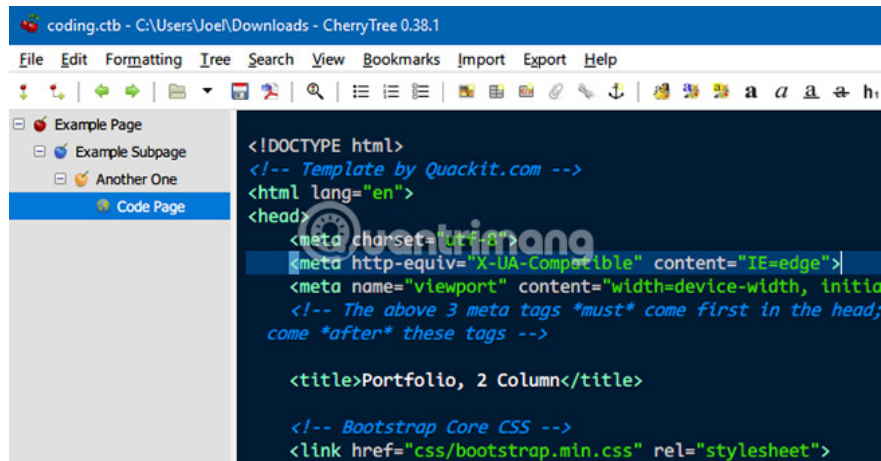 coding.ctb - C:\Users\Joel\Downloads - CherryTree 0.38.1
File Edit Formatting Tree Search View Bookmarks Import Export Help
a a a a h1
Example Page
Example Subpage
Another One
Code Page
<!DOCTYPE html>
<!-- Template by Quackit.com -->
<html lang="en">
<head>
<meta charset="utf-8">
<meta http-equiv="X-UA-Compatible" content="IE=edge">
<meta name="viewport" content="width=device-width, initia
<!-- The above 3 meta tags *must* come first in the head;
come *after* these tags -->
<title>Portfolio, 2 Column</title>
<!-- Bootstrap Core CSS -->
<link href="css/bootstrap.min.css" rel="stylesheet">
Quantrimang